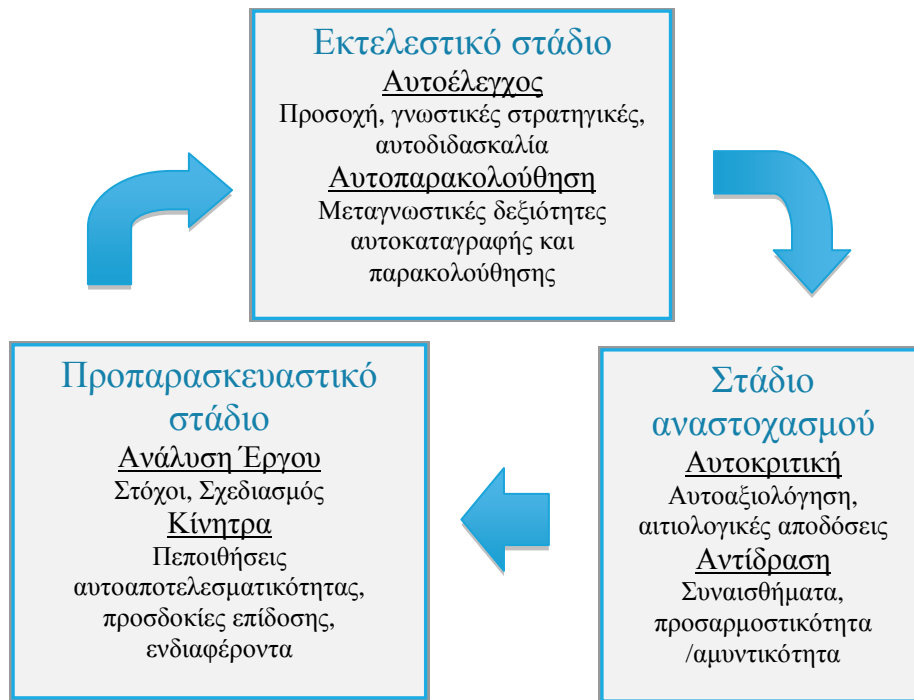 Εκτελεστικό στάδιο
Αυτοέλεγχος
Προσοχή, γνωστικές στρατηγικές,
αυτοδιδασκαλία
Αυτοπαρακολούθηση
Μεταγνωστικές δεξιότητες
αυτοκαταγραφής και
παρακολούθησης
Προπαρασκευαστικό
στάδιο
Ανάλυση Έργου
Στόχοι, Σχεδιασμός
Κίνητρα
Πεποιθήσεις
αυτοαποτελεσματικότητας,
προσδοκίες επίδοσης,
ενδιαφέροντα
Στάδιο
αναστοχασμού
Αυτοκριτική
Αυτοαξιολόγηση,
αιτιολογικές αποδόσεις
Αντίδραση
Συναισθήματα,
προσαρμοστικότητα
/αμυντικότητα